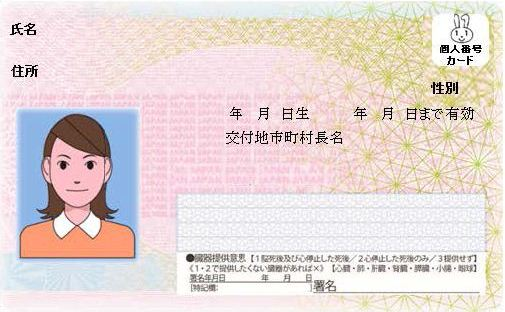 氏名
個人番号
カード
住所
性別
年 月 日生 年 月 日まで有効
交付地市町村長名
●臓器提供意思【1脳死後及び心停止した死後／2心停止した死後のみ／3提供せず】
《1・2で提供したくない臓器があれば×》【心臓・肺・肝臓・腎臓・膵臓・小腸・眼球】
署名年月日 年 月 日
[特記欄: ]署名